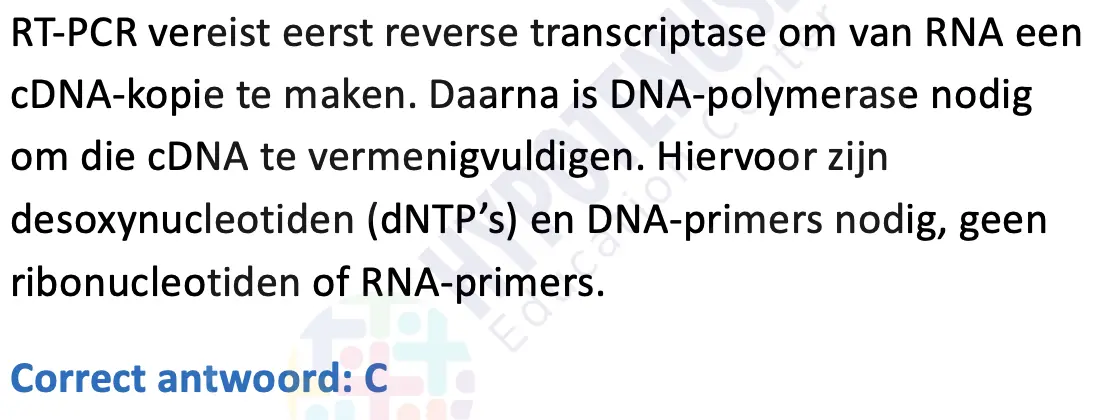 RT-PCR vereist eerst reverse transcriptase om van RNA een
cDNA-kopie te maken. Daarna is DNA-polymerase nodig
om die cDNA te vermenigvuldigen. Hiervoor zijn
desoxynucleotiden (dNTP’s) en DNA-primers nodig, geen
ribonucleotiden of RNA-primers.
Correct antwoord: C
HYPOTENUSE
Education Center